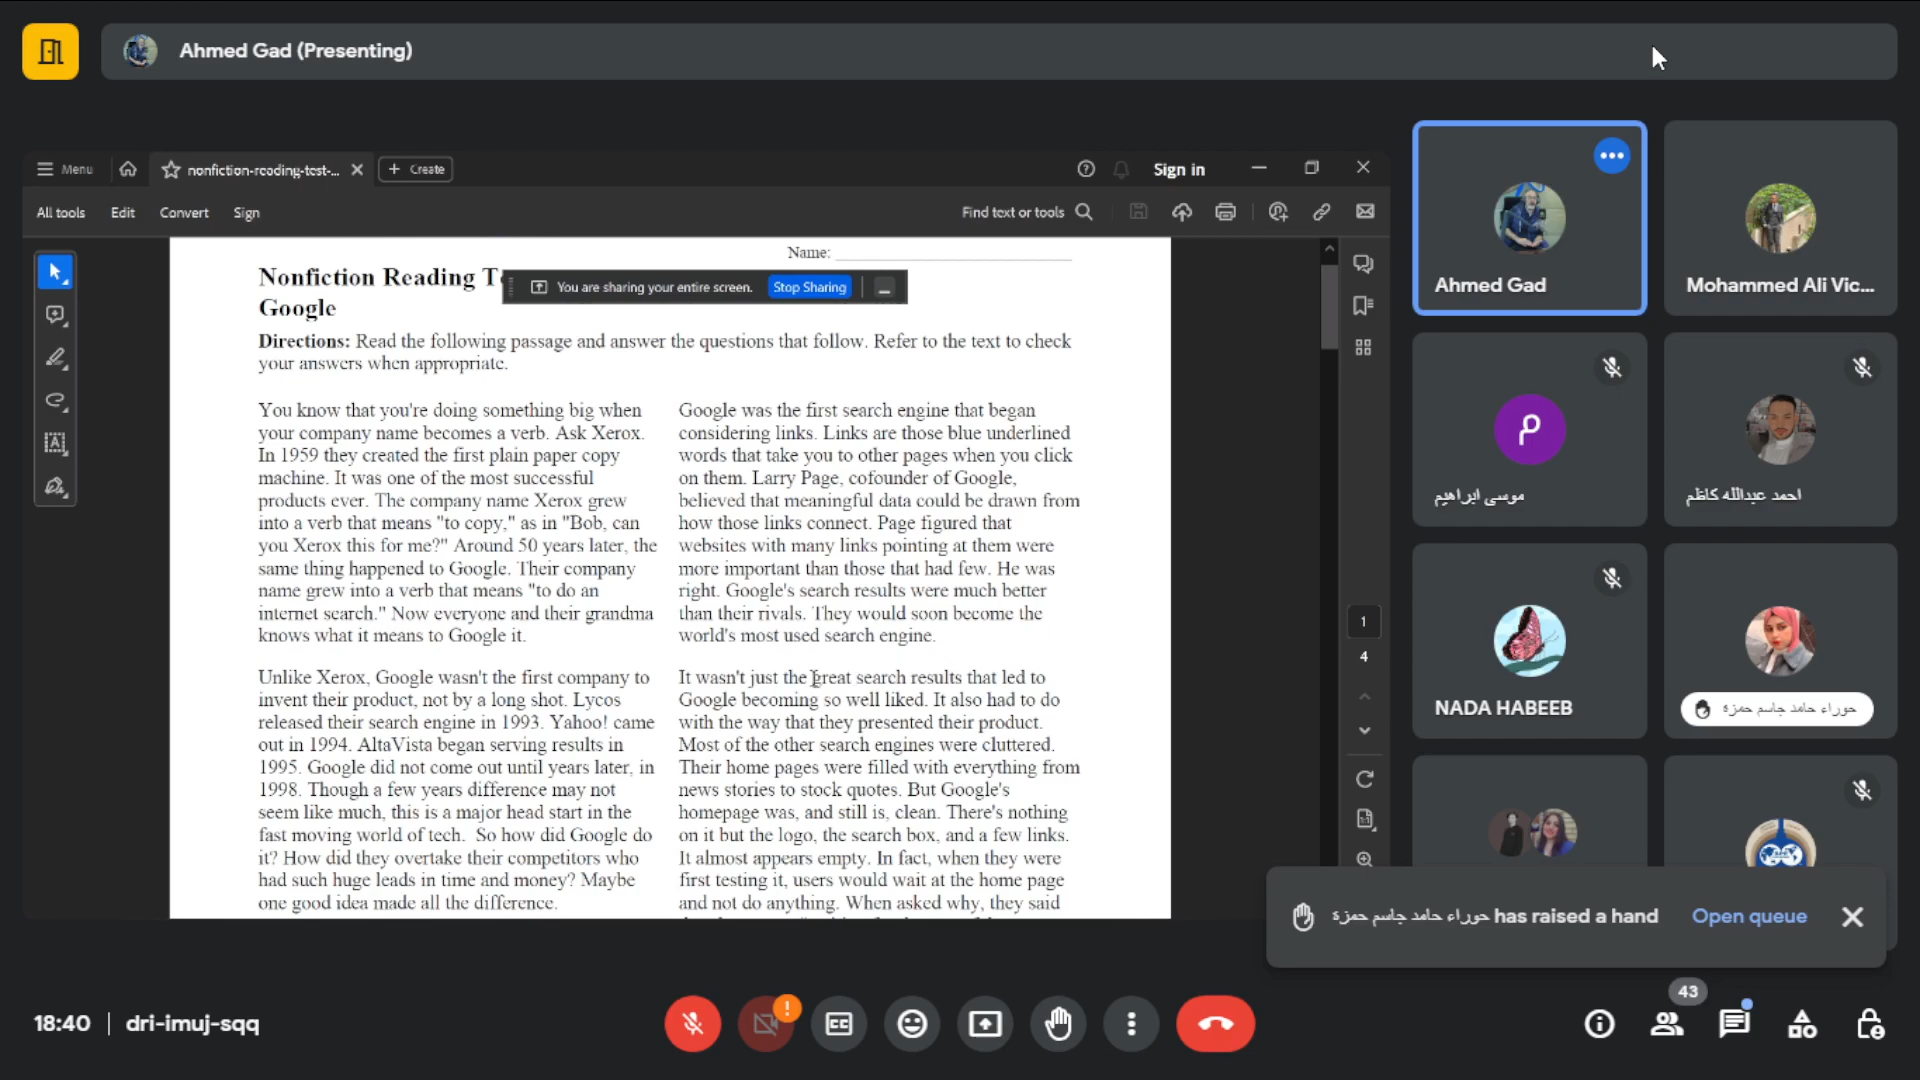 Ahmed Gad (Presenting)
Menu
nonfiction-reading-test-...
Create
Sign in
All tools
Edit
Convert
Sign
Find text or tools
Name:
Nonfiction Reading
You are sharing your entire screen.
Stop Sharing
Google
Directions: Read the following passage and answer the questions that follow. Refer to the text to check
your answers when appropriate.
You know that you're doing something big when
your company name becomes a verb. Ask Xerox.
In 1959 they created the first plain paper copy
machine. It was one of the most successful
products ever. The company name Xerox grew
into a verb that means "to copy," as in "Bob, can
you Xerox this for me?" Around 50 years later, the
same thing happened to Google. Their company
name grew into a verb that means "to do an
internet search." Now everyone and their grandma
knows what it means to Google it.
Unlike Xerox, Google wasn't the first company to
invent their product, not by a long shot. Lycos
released their search engine in 1993. Yahoo! came
out in 1994. AltaVista began serving results in
1995. Google did not come out until years later, in
1998. Though a few years difference may not
seem like much, this is a major head start in the
fast moving world of tech. So how did Google do
it? How did they overtake their competitors who
had such huge leads in time and money? Maybe
one good idea made all the difference.
Google was the first search engine that began
considering links. Links are those blue underlined
words that take you to other pages when you click
on them. Larry Page, cofounder of Google,
believed that meaningful data could be drawn from
how those links connect. Page figured that
websites with many links pointing at them were
more important than those that had few. He was
right. Google's search results were much better
than their rivals. They would soon become the
world's most used search engine.
It wasn't just the great search results that led to
Google becoming so well liked. It also had to do
with the way that they presented their product.
Most of the other search engines were cluttered.
Their home pages were filled with everything from
news stories to stock quotes. But Google's
homepage was, and still is, clean. There's nothing
on it but the logo, the search box, and a few links.
It almost appears empty. In fact, when they were
first testing it, users would wait at the home page
and not do anything. When asked why, they said
1
4
Ahmed Gad
Mohammed Ali Vic...
م
موسى ابراهيم
احمد عبدالله كاظم
NADA HABEEB
حوراء حامد جاسم حمزه
حوراء حامد جاسم حمزه has raised a hand
Open queue
18:40
dri-imuj-sqq
43